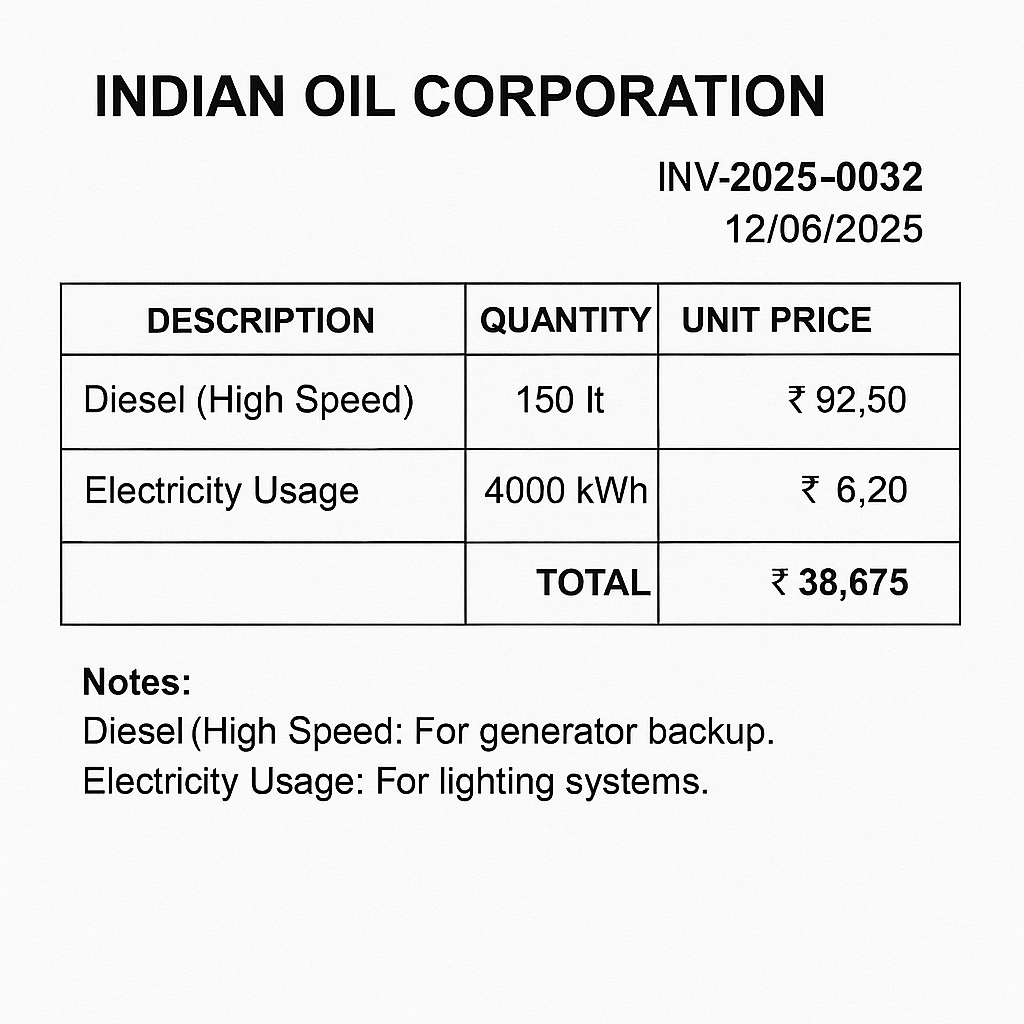 INDIAN OIL CORPORATION
INV-2025-0032
12/06/2025
DESCRIPTION QUANTITY UNIT PRICE
Diesel (High Speed) 150 lt ₹ 92,50
Electricity Usage 4000 kWh ₹ 6,20
TOTAL ₹ 38,675
Notes:
Diesel (High Speed: For generator backup.
Electricity Usage: For lighting systems.